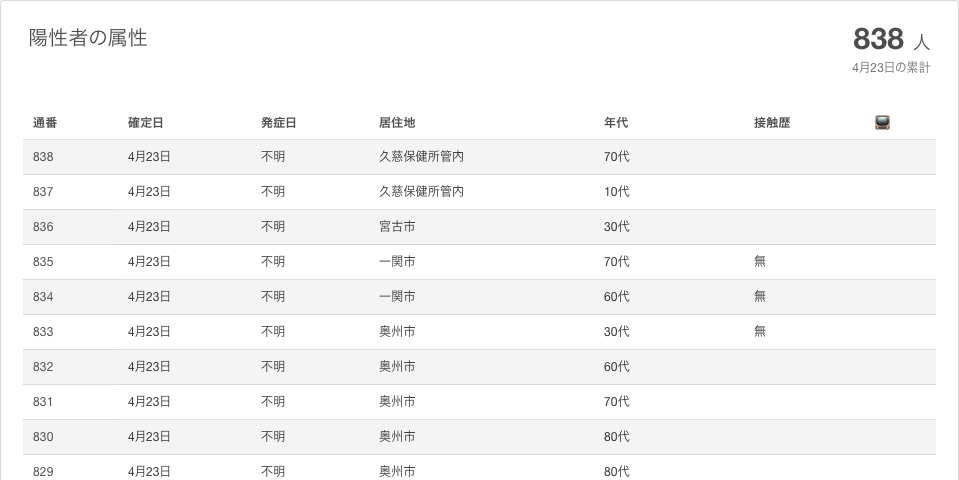 陽性者の属性
838 人
4月23日の累計
通番 確定日 発症日 居住地 年代 接触歴
838 4月23日 不明 久慈保健所管内 70代
837 4月23日 不明 久慈保健所管内 10代
836 4月23日 不明 宮古市 30代
835 4月23日 不明 一関市 70代 無
834 4月23日 不明 一関市 60代 無
833 4月23日 不明 奥州市 30代 無
832 4月23日 不明 奥州市 60代
831 4月23日 不明 奥州市 70代
830 4月23日 不明 奥州市 80代
829 4月23日 不明 奥州市 80代